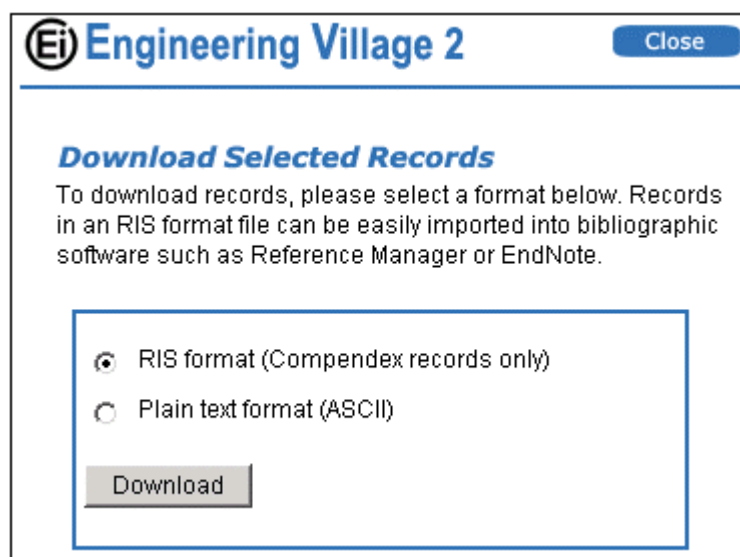 Ei Engineering Village 2 Close
Download Selected Records
To download records, please select a format below. Records
in an RIS format file can be easily imported into bibliographic
software such as Reference Manager or EndNote.
RIS format (Compendex records only)
Plain text format (ASCII)
Download